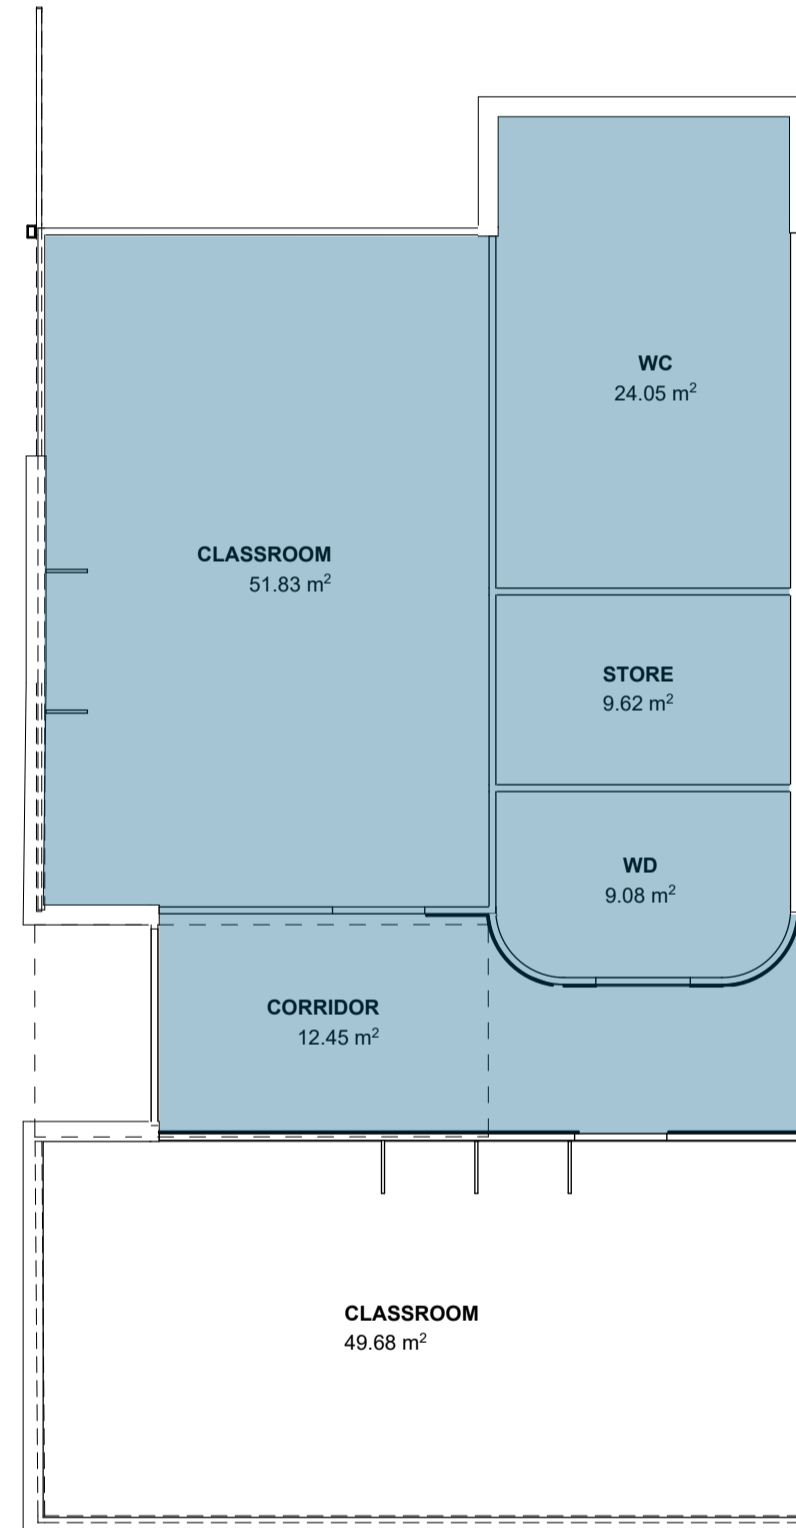 WC
24.05 m²
CLASSROOM
51.83 m²
STORE
9.62 m²
WD
9.08 m²
CORRIDOR
12.45 m²
CLASSROOM
49.68 m²